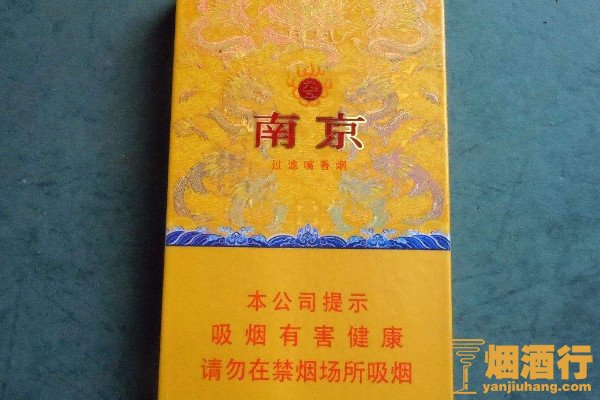 南京
过滤嘴香烟
本公司提示
吸烟有害健康
请勿在禁烟场所吸烟
烟酒行
yanjiuhang.com